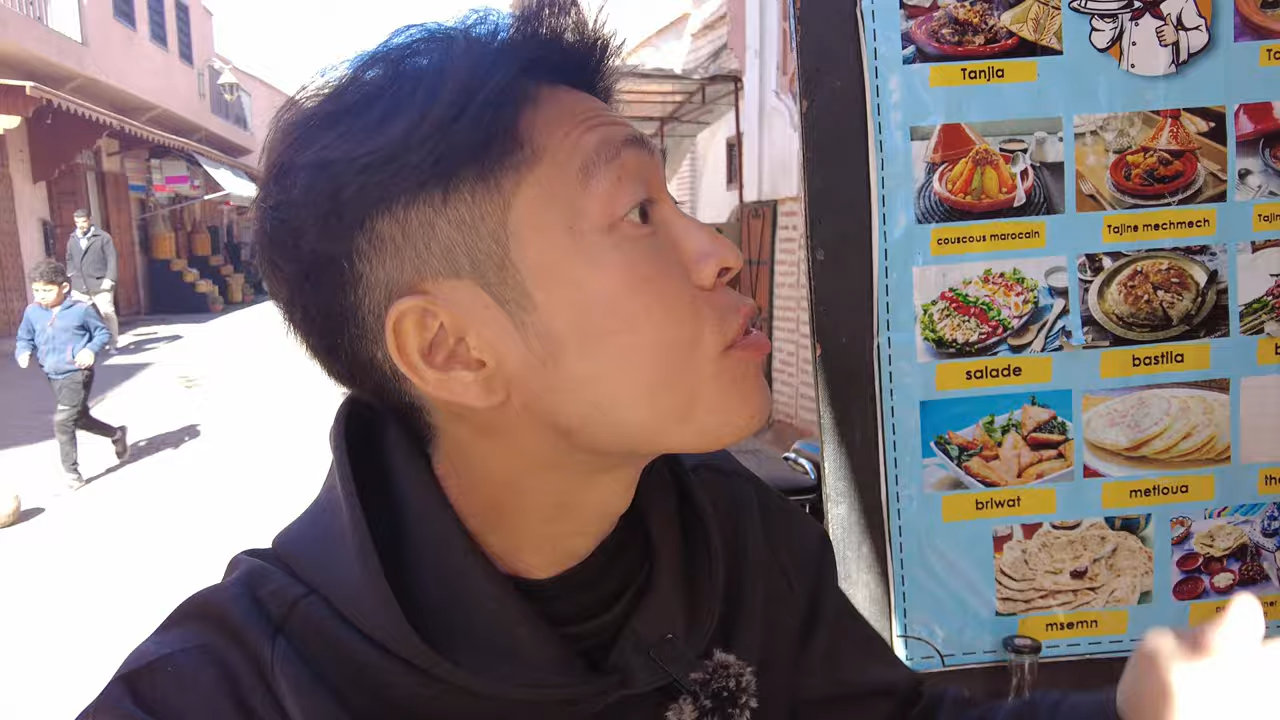 Tanjia
couscous marocain
Tajine mechmech
salade
bastila
briwat
metloua
msemn